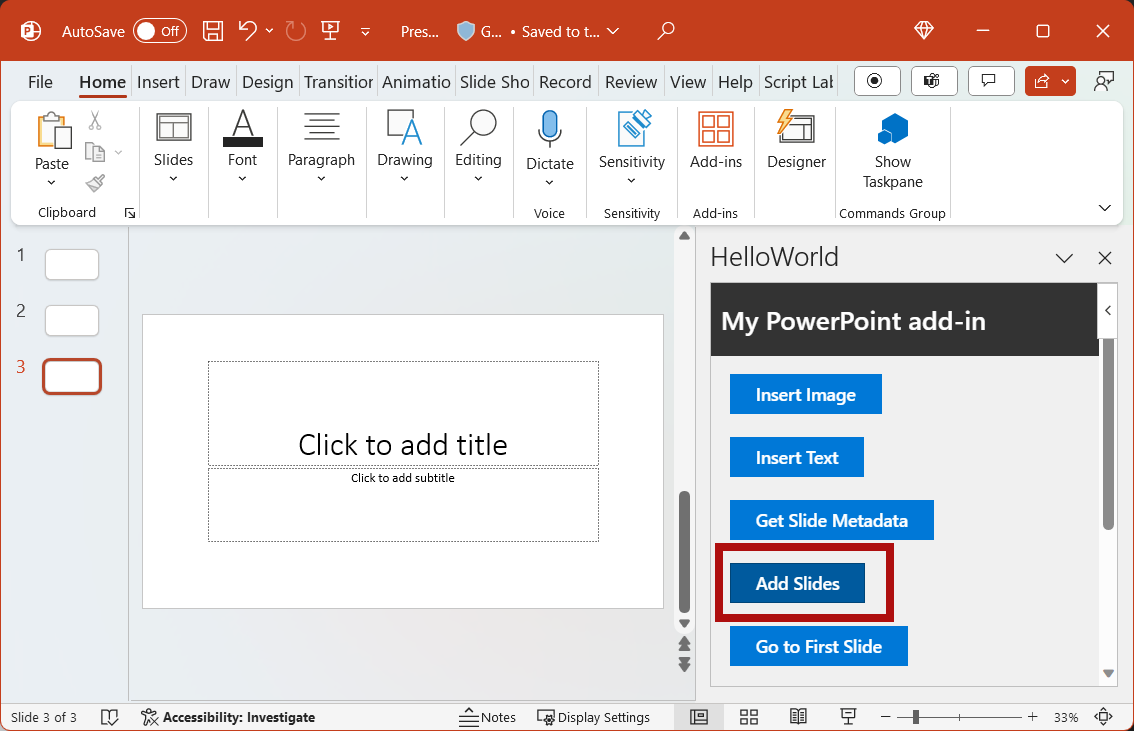 AutoSave Off Pres... G... • Saved to t...
File Home Insert Draw Design Transition Animatio Slide Sho Record Review View Help Script Lab
Paste Slides Font Paragraph Drawing Editing Dictate Sensitivity Add-ins Designer Show Taskpane
Clipboard Voice Sensitivity Add-ins Commands Group
1
2
3
Click to add title
Click to add subtitle
HelloWorld
My PowerPoint add-in
Insert Image
Insert Text
Get Slide Metadata
Add Slides
Go to First Slide
Slide 3 of 3 Accessibility: Investigate Notes Display Settings 33%